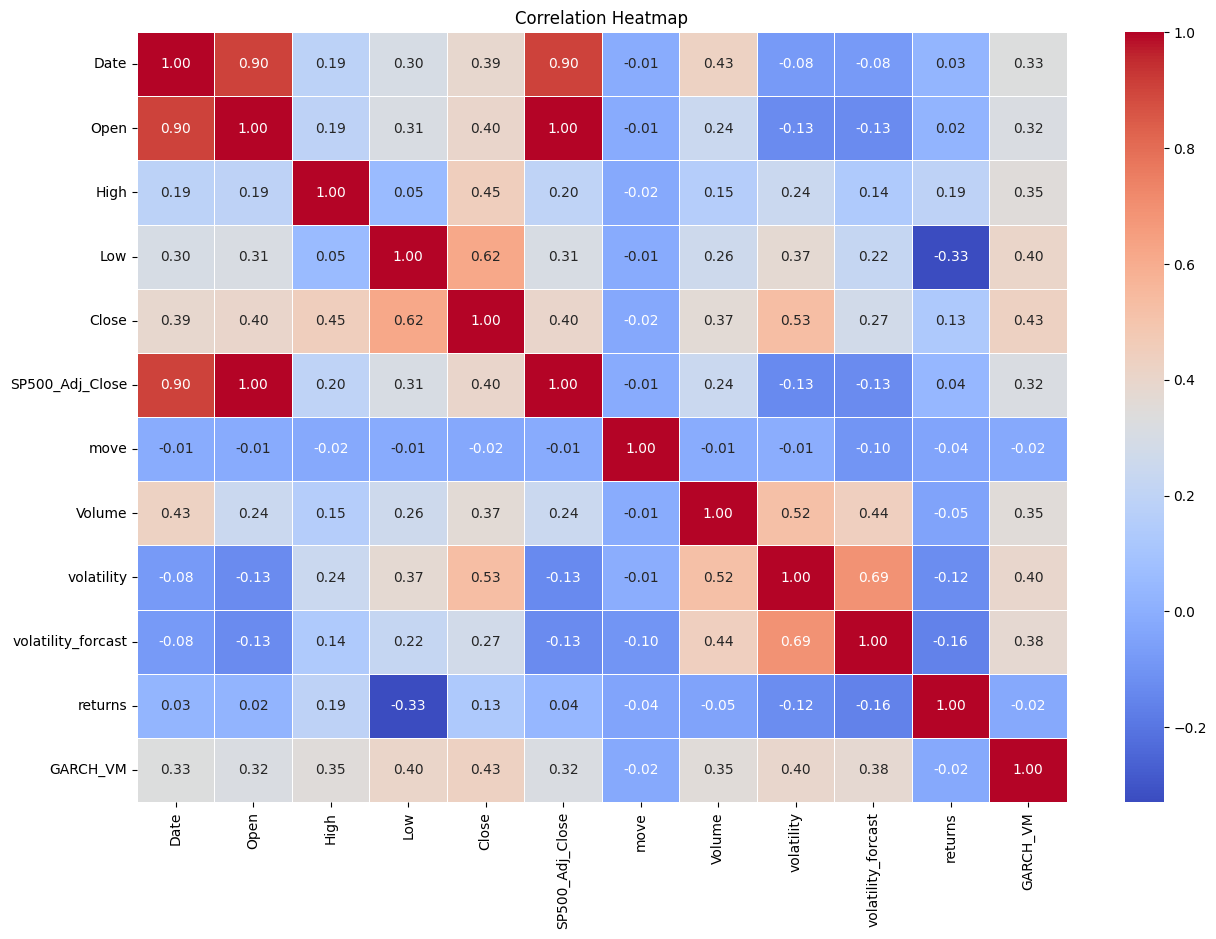 Correlation Heatmap
Date 1.00 0.90 0.19 0.30 0.39 0.90 -0.01 0.43 -0.08 -0.08 0.03 0.33
Open 0.90 1.00 0.19 0.31 0.40 1.00 -0.01 0.24 -0.13 -0.13 0.02 0.32
High 0.19 0.19 1.00 0.05 0.45 0.20 -0.02 0.15 0.24 0.14 0.19 0.35
Low 0.30 0.31 0.05 1.00 0.62 0.31 -0.01 0.26 0.37 0.22 -0.33 0.40
Close 0.39 0.40 0.45 0.62 1.00 0.40 -0.02 0.37 0.53 0.27 0.13 0.43
SP500_Adj_Close 0.90 1.00 0.20 0.31 0.40 1.00 -0.01 0.24 -0.13 -0.13 0.04 0.32
move -0.01 -0.01 -0.02 -0.01 -0.02 -0.01 1.00 -0.01 -0.01 -0.10 -0.04 -0.02
Volume 0.43 0.24 0.15 0.26 0.37 0.24 -0.01 1.00 0.52 0.44 -0.05 0.35
volatility -0.08 -0.13 0.24 0.37 0.53 -0.13 -0.01 0.52 1.00 0.69 -0.12 0.40
volatility_forcast -0.08 -0.13 0.14 0.22 0.27 -0.13 -0.10 0.44 0.69 1.00 -0.16 0.38
returns 0.03 0.02 0.19 -0.33 0.13 0.04 -0.04 -0.05 -0.12 -0.16 1.00 -0.02
GARCH_VM 0.33 0.32 0.35 0.40 0.43 0.32 -0.02 0.35 0.40 0.38 -0.02 1.00
Date Open High Low Close SP500_Adj_Close move Volume volatility volatility_forcast returns GARCH_VM
1.0
0.8
0.6
0.4
0.2
0.0
−0.2